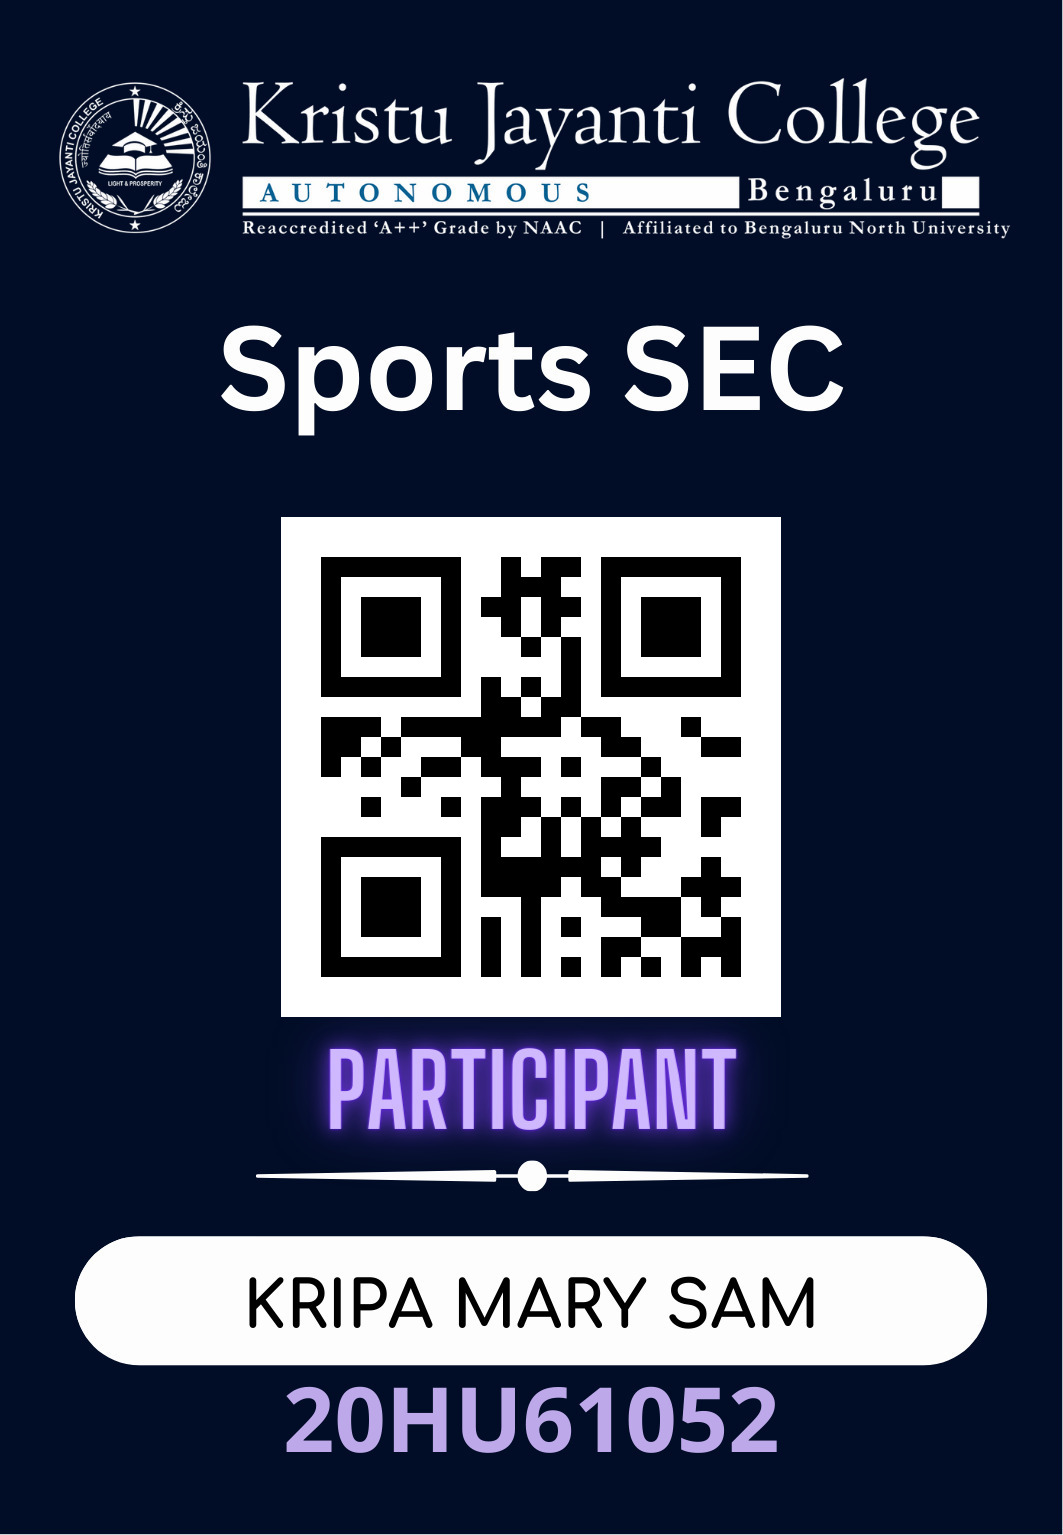 Kristu Jayanti College
AUTONOMOUS Bengaluru
Reaccredited ‘A++’ Grade by NAAC | Affiliated to Bengaluru North University
KRISTU JAYANTI COLLEGE
LIGHT & PROSPERITY
Sports SEC
PARTICIPANT
KRIPA MARY SAM
20HU61052